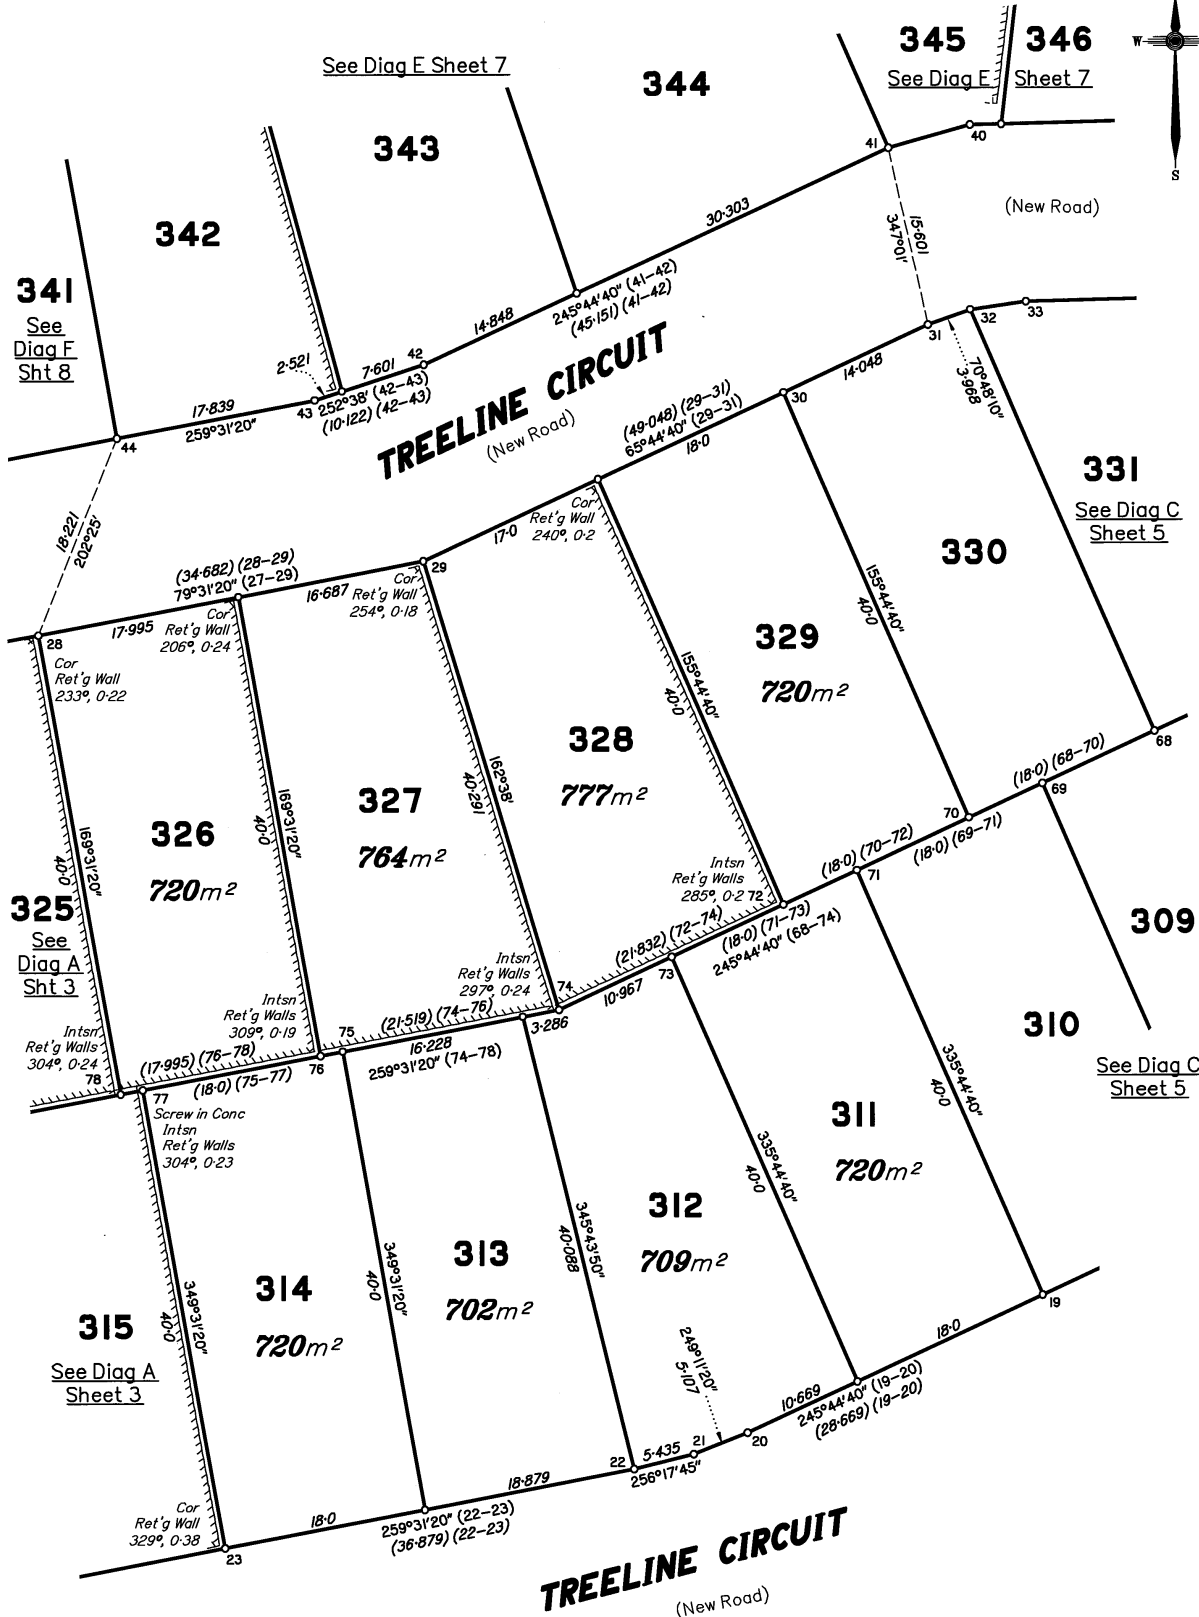 345
346
W
See Diag E Sheet 7
344
See Diag E
Sheet 7
343
41
40
S
342
30·303
(New Road)
15·601
347°01'
341
See
Diag F
Sht 8
245°44'40" (41–42)
(45·151) (41–42)
14·848
32
33
31
2·521
7·601
42
TREELINE CIRCUIT
(New Road)
14·048
70°48'10"
3·968
17·839
43
252°38' (42–43)
(10·122) (42–43)
259°31'20"
44
(49·048) (29–31)
65°44'40" (29–31)
18·0
30
331
See Diag C
Sheet 5
18·221
202°25'
Cor
Ret'g Wall
240°, 0·2
17·0
330
(34·682) (28–29)
79°31'20" (27–29)
16·687
29
Cor
Ret'g Wall
254°, 0·18
155°44'40"
40·0
17·995
Cor
Ret'g Wall
206°, 0·24
28
Cor
Ret'g Wall
233°, 0·22
329
720m²
155°44'40"
40·0
328
777m²
68
(18·0) (68–70)
69
162°38'
40·291
327
764m²
169°31'20"
40·0
326
720m²
169°31'20"
40·0
70
(18·0) (70–72)
(18·0) (69–71)
71
Intsn
Ret'g Walls
285°, 0·2
72
325
See
Diag A
Sht 3
309
(21·832) (72–74)
(18·0) (71–73)
245°44'40" (68–74)
73
Intsn
Ret'g Walls
297°, 0·24
74
10·967
3·286
(21·519) (74–76)
Intsn
Ret'g Walls
309°, 0·19
75
16·228
259°31'20" (74–78)
310
See Diag C
Sheet 5
Intsn
Ret'g Walls
304°, 0·24
78
(17·995) (76–78)
76
(18·0) (75–77)
77
Screw in Conc
Intsn
Ret'g Walls
304°, 0·23
335°44'40"
40·0
311
720m²
335°44'40"
40·0
312
709m²
345°43'50"
40·088
313
702m²
349°31'20"
40·0
314
720m²
349°31'20"
40·0
315
See Diag A
Sheet 3
19
18·0
249°11'20"
5·107
10·669
245°44'40" (19–20)
(28·669) (19–20)
20
21
5·435
22
256°17'45"
18·879
259°31'20" (22–23)
(36·879) (22–23)
18·0
Cor
Ret'g Wall
329°, 0·38
23
TREELINE CIRCUIT
(New Road)